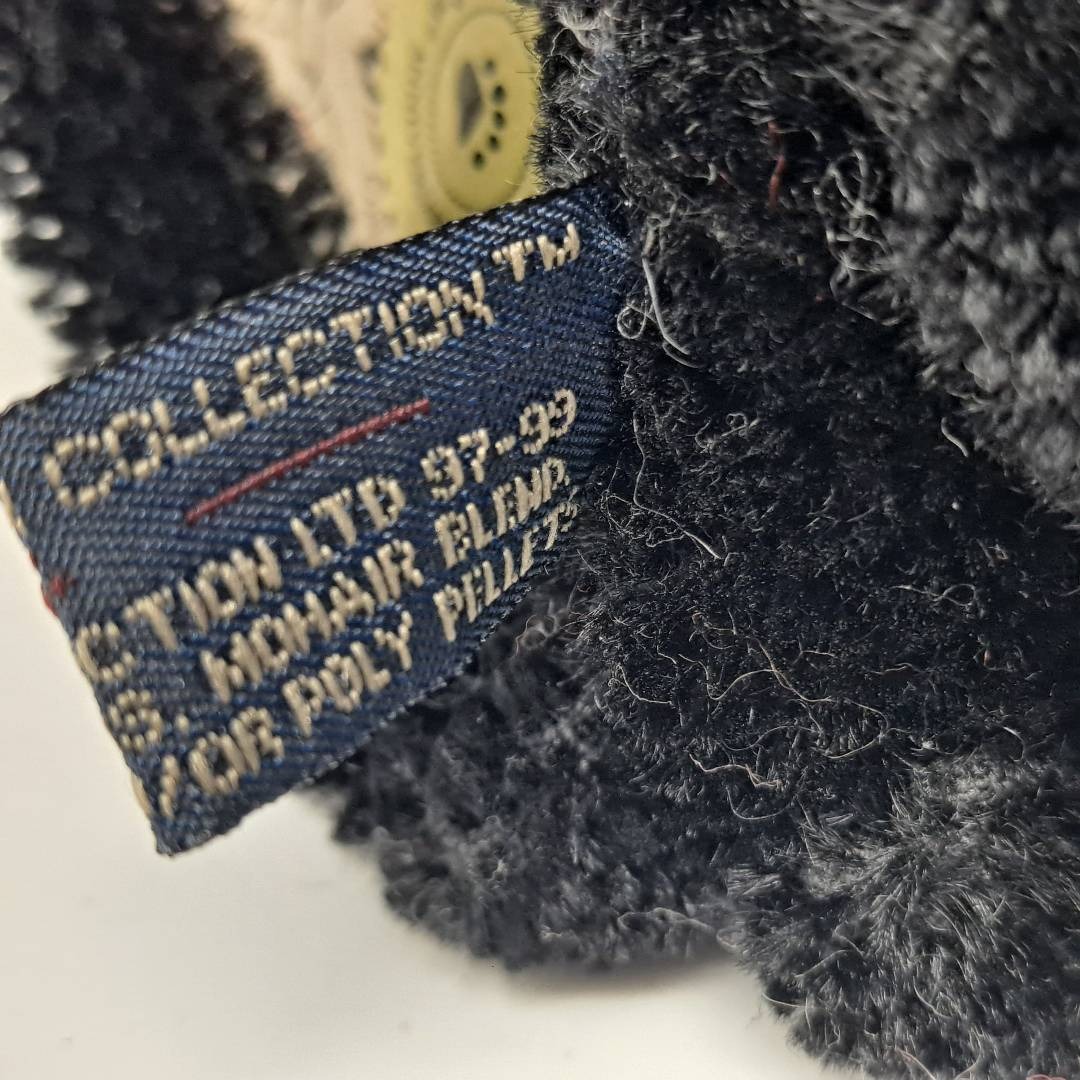 COLLECTION™
CTION LTD 97-99
S. MOHAIR BLEND.
/OR POLY PELLETS